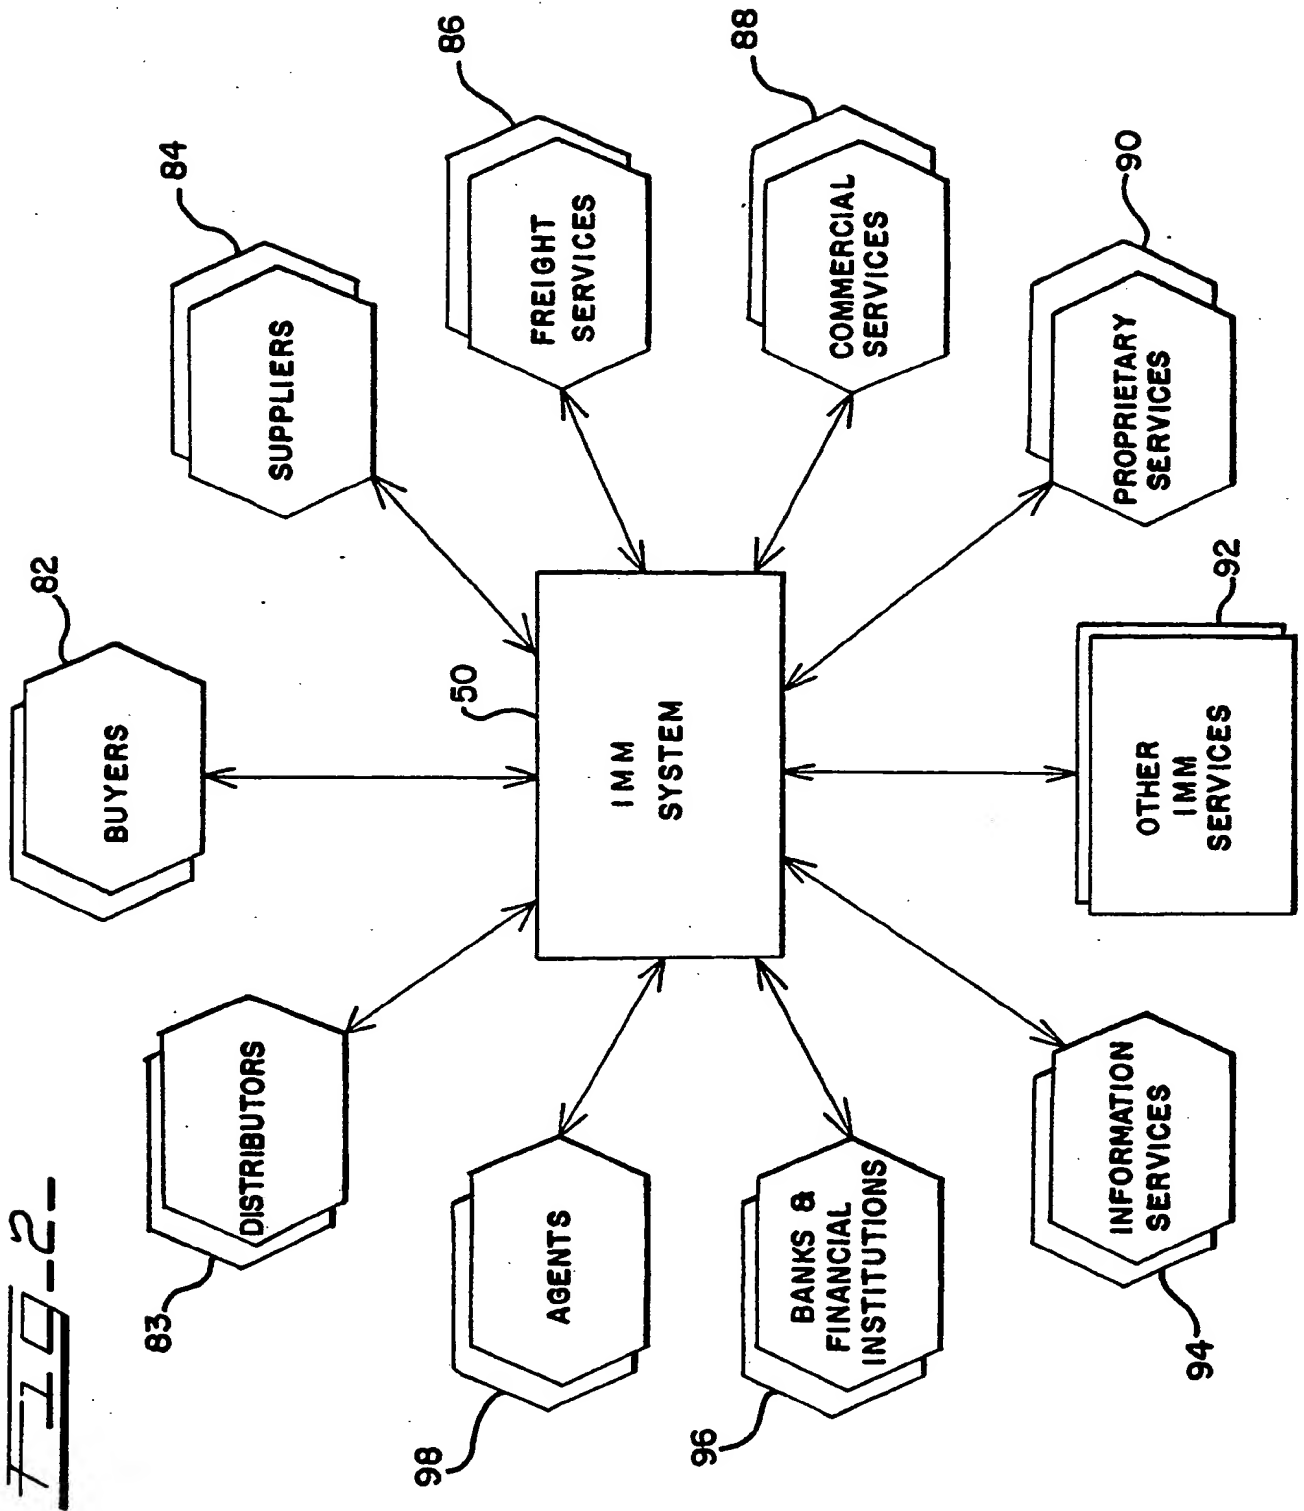 Fig-2-
82
BUYERS
83
DISTRIBUTORS
84
SUPPLIERS
50
IMM
SYSTEM
98
AGENTS
86
FREIGHT
SERVICES
96
BANKS &
FINANCIAL
INSTITUTIONS
88
COMMERCIAL
SERVICES
94
INFORMATION
SERVICES
OTHER
IMM
SERVICES
92
PROPRIETARY
SERVICES
90